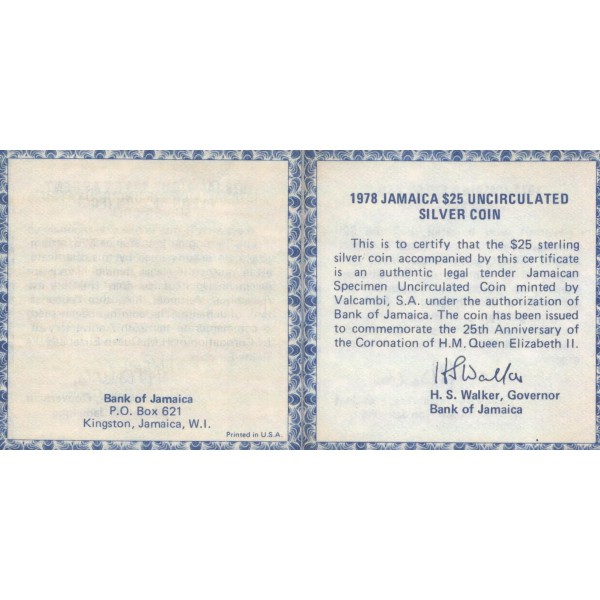 Bank of Jamaica
P.O. Box 621
Kingston, Jamaica, W.I.
Printed in U.S.A.
1978 JAMAICA $25 UNCIRCULATED
SILVER COIN
This is to certify that the $25 sterling
silver coin accompanied by this certificate
is an authentic legal tender Jamaican
Specimen Uncirculated Coin minted by
Valcambi, S.A. under the authorization of
Bank of Jamaica. The coin has been issued
to commemorate the 25th Anniversary of
the Coronation of H.M. Queen Elizabeth II.
HSWalker
H. S. Walker, Governor
Bank of Jamaica